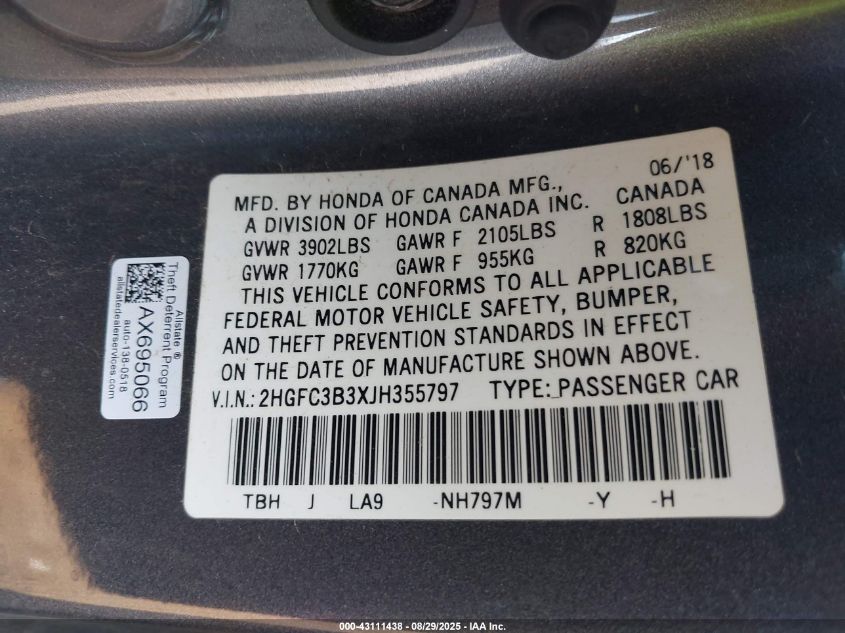 06/'18
MFD. BY HONDA OF CANADA MFG., CANADA
A DIVISION OF HONDA CANADA INC.
GVWR 3902LBS GAWR F 2105LBS R 1808LBS
GVWR 1770KG GAWR F 955KG R 820KG
THIS VEHICLE CONFORMS TO ALL APPLICABLE
FEDERAL MOTOR VEHICLE SAFETY, BUMPER,
AND THEFT PREVENTION STANDARDS IN EFFECT
ON THE DATE OF MANUFACTURE SHOWN ABOVE.
V.I.N.: 2HGFC3B3XJH355797 TYPE: PASSENGER CAR
TBH J LA9 -NH797M -Y -H
Allstate ®
Theft Deterrent Program
AX695066
auto-138-0518
allstatedealerservices.com
000-43111438 - 08/29/2025 - IAA Inc.